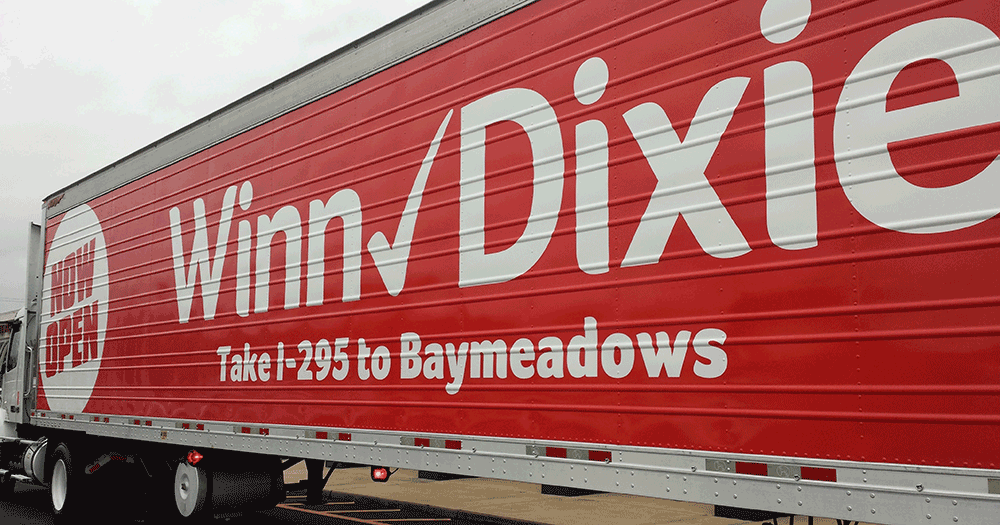 NOW
OPEN
Winn✓Dixie
Take I-295 to Baymeadows